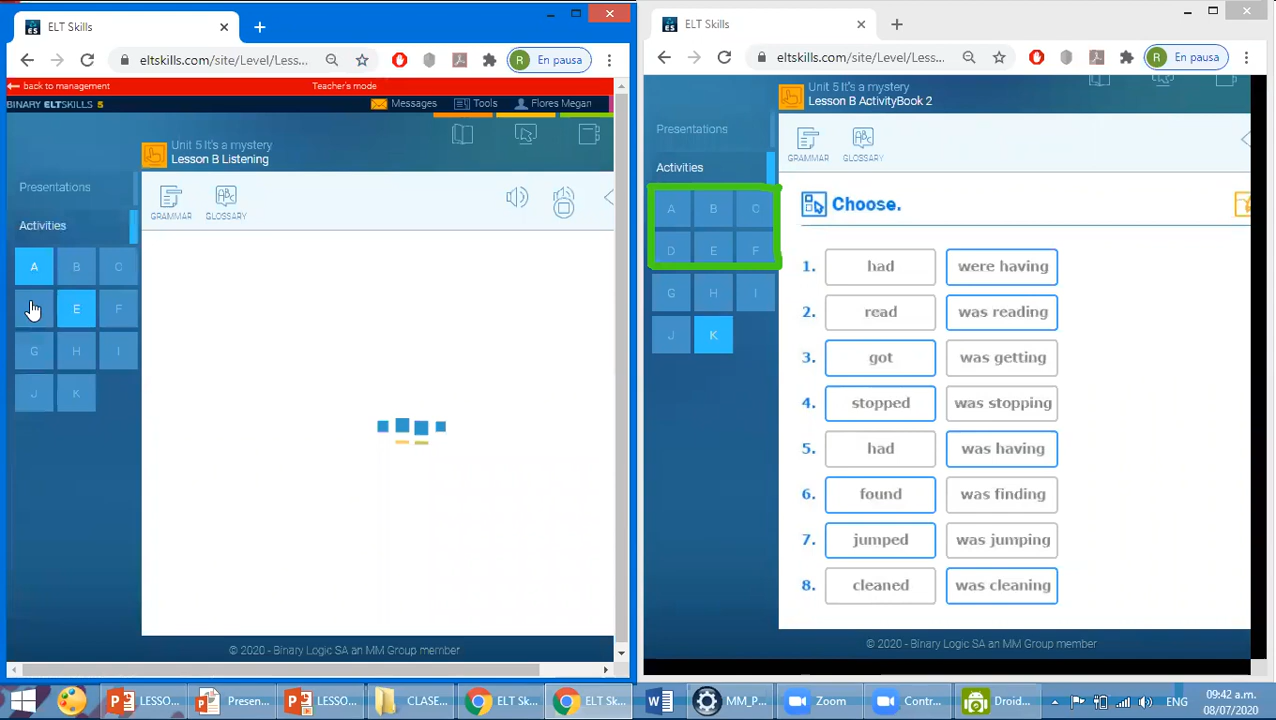 ELT Skills
eltskills.com/site/Level/Less...
En pausa
back to management
Teacher's mode
BINARY ELTSKILLS 5
Messages
Tools
Flores Megan
Unit 5 It's a mystery
Lesson B Listening
Presentations
GRAMMAR
GLOSSARY
Activities
A B C
E F
G H I
J K
© 2020 - Binary Logic SA an MM Group member
ELT Skills
eltskills.com/site/Level/Less...
R En pausa
Unit 5 It's a mystery
Lesson B ActivityBook 2
Presentations
GRAMMAR
GLOSSARY
Activities
A B C
D E F
G H I
J K
Choose.
1. had were having
2. read was reading
3. got was getting
4. stopped was stopping
5. had was having
6. found was finding
7. jumped was jumping
8. cleaned was cleaning
© 2020 - Binary Logic SA an MM Group member
LESSO...
Presen...
LESSO...
CLASE...
ELT Sk...
ELT Sk...
MM_P...
Zoom
Contr...
Droid...
ENG
09:42 a.m.
08/07/2020